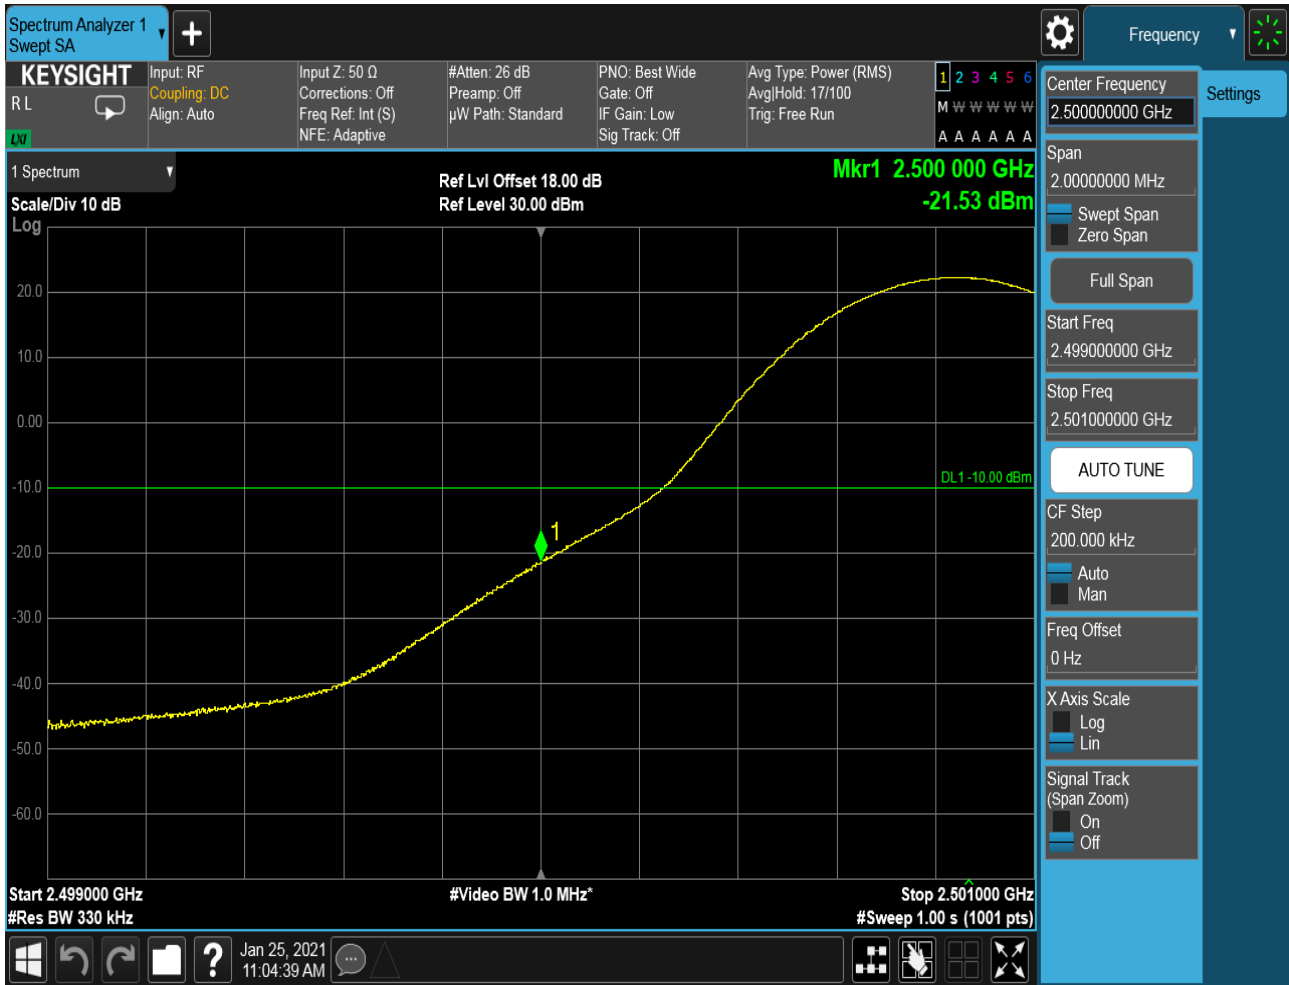 Spectrum Analyzer 1
Swept SA
Frequency
KEYSIGHT
R L
LXI
Input: RF
Coupling: DC
Align: Auto
Input Z: 50 Ω
Corrections: Off
Freq Ref: Int (S)
NFE: Adaptive
#Atten: 26 dB
Preamp: Off
µW Path: Standard
PNO: Best Wide
Gate: Off
IF Gain: Low
Sig Track: Off
Avg Type: Power (RMS)
Avg|Hold: 17/100
Trig: Free Run
1 2 3 4 5 6
M W W W W W
A A A A A A
1 Spectrum
Scale/Div 10 dB
Log
Ref Lvl Offset 18.00 dB
Ref Level 30.00 dBm
Mkr1 2.500 000 GHz
-21.53 dBm
20.0
10.0
0.00
-10.0
-20.0
-30.0
-40.0
-50.0
-60.0
DL1 -10.00 dBm
1
Start 2.499000 GHz
#Res BW 330 kHz
#Video BW 1.0 MHz*
Stop 2.501000 GHz
#Sweep 1.00 s (1001 pts)
Center Frequency
2.500000000 GHz
Settings
Span
2.00000000 MHz
Swept Span
Zero Span
Full Span
Start Freq
2.499000000 GHz
Stop Freq
2.501000000 GHz
AUTO TUNE
CF Step
200.000 kHz
Auto
Man
Freq Offset
0 Hz
X Axis Scale
Log
Lin
Signal Track
(Span Zoom)
On
Off
?
Jan 25, 2021
11:04:39 AM